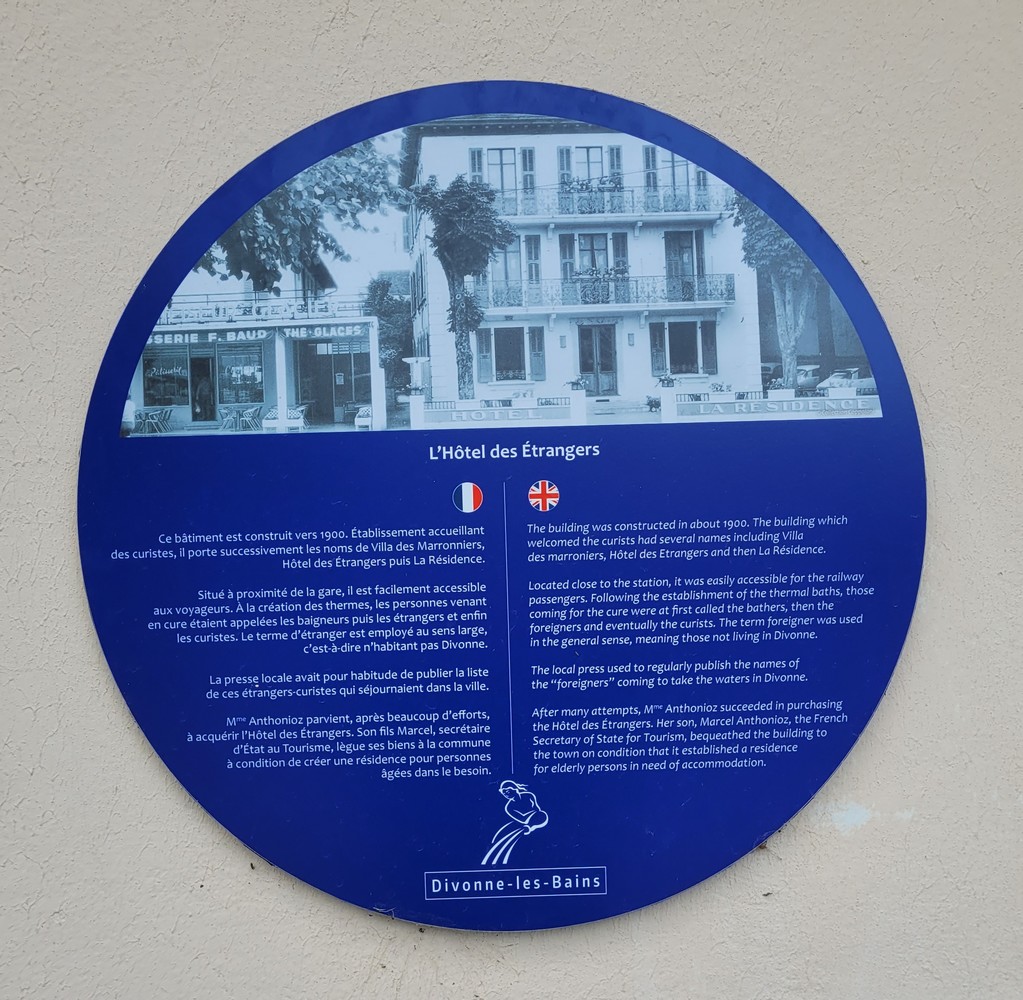 SSERIE F. BAUD
THÉ-GLACES
Pâtisserie
HOTEL
LA RÉSIDENCE
L'Hôtel des Étrangers
Ce bâtiment est construit vers 1900. Établissement accueillant
des curistes, il porte successivement les noms de Villa des Marronniers,
Hôtel des Étrangers puis La Résidence.
Situé à proximité de la gare, il est facilement accessible
aux voyageurs. À la création des thermes, les personnes venant
en cure étaient appelées les baigneurs puis les étrangers et enfin
les curistes. Le terme d'étranger est employé au sens large,
c'est-à-dire n'habitant pas Divonne.
La presse locale avait pour habitude de publier la liste
de ces étrangers-curistes qui séjournaient dans la ville.
Mme Anthonioz parvient, après beaucoup d'efforts,
à acquérir l'Hôtel des Étrangers. Son fils Marcel, secrétaire
d'État au Tourisme, lègue ses biens à la commune
à condition de créer une résidence pour personnes
âgées dans le besoin.
The building was constructed in about 1900. The building which
welcomed the curists had several names including Villa
des marroniers, Hôtel des Etrangers and then La Résidence.
Located close to the station, it was easily accessible for the railway
passengers. Following the establishment of the thermal baths, those
coming for the cure were at first called the bathers, then the
foreigners and eventually the curists. The term foreigner was used
in the general sense, meaning those not living in Divonne.
The local press used to regularly publish the names of
the "foreigners" coming to take the waters in Divonne.
After many attempts, Mme Anthonioz succeeded in purchasing
the Hôtel des Étrangers. Her son, Marcel Anthonioz, the French
Secretary of State for Tourism, bequeathed the building to
the town on condition that it established a residence
for elderly persons in need of accommodation.
Divonne-les-Bains